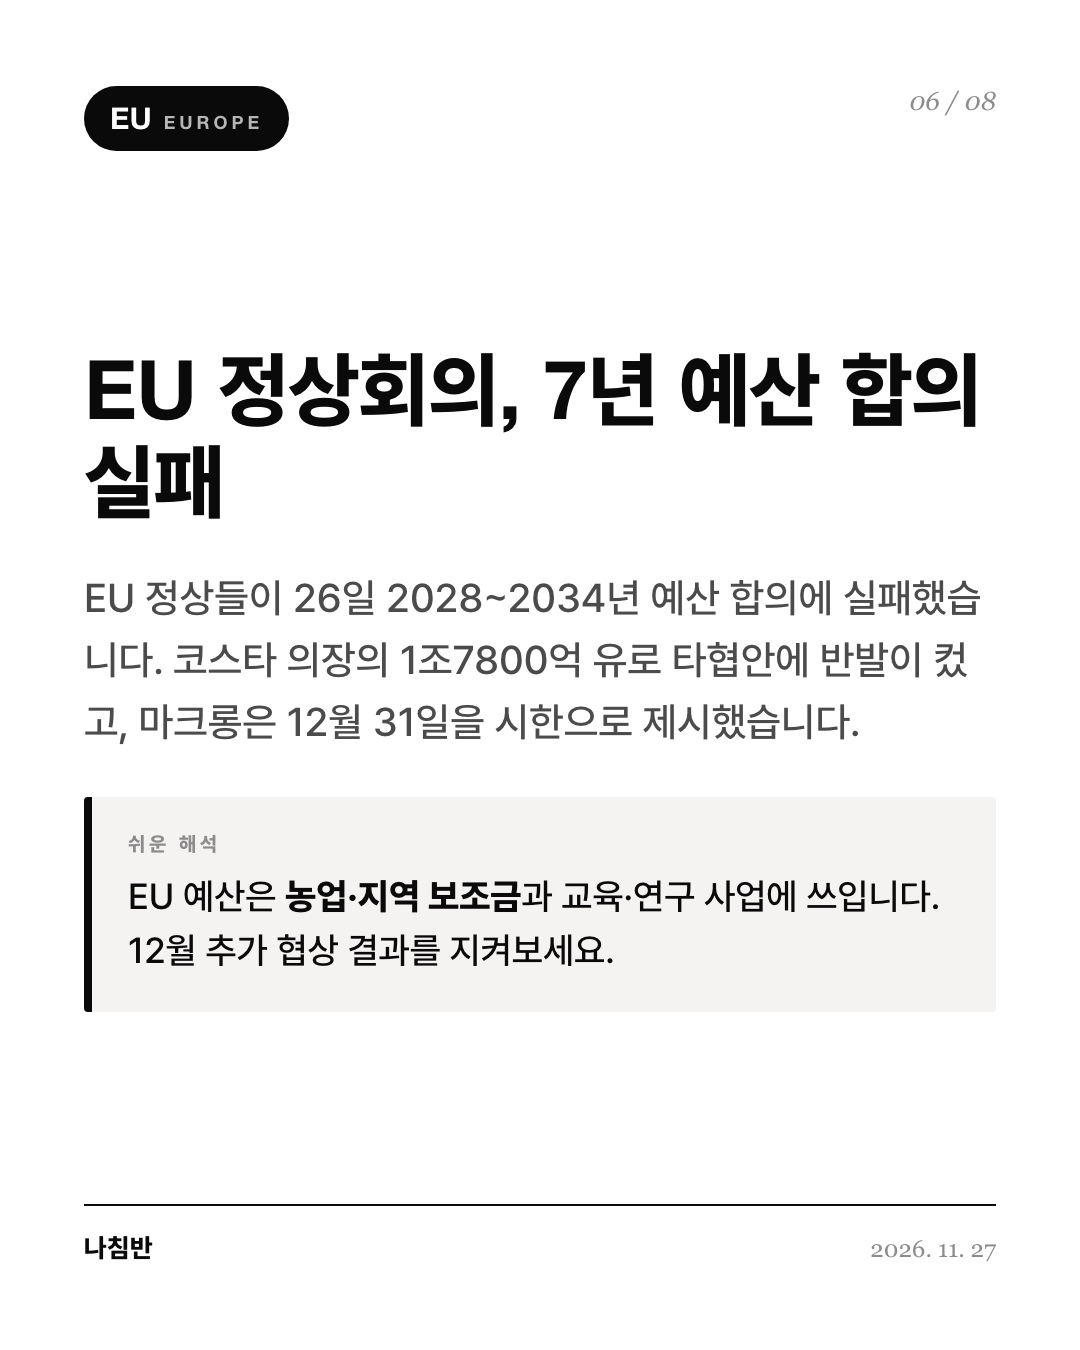 EU EUROPE
06 / 08
EU 정상회의, 7년 예산 합의
실패
EU 정상들이 26일 2028~2034년 예산 합의에 실패했습
니다. 코스타 의장의 1조7800억 유로 타협안에 반발이 컸
고, 마크롱은 12월 31일을 시한으로 제시했습니다.
쉬운 해석
EU 예산은 농업·지역 보조금과 교육·연구 사업에 쓰입니다.
12월 추가 협상 결과를 지켜보세요.
나침반
2026. 11. 27